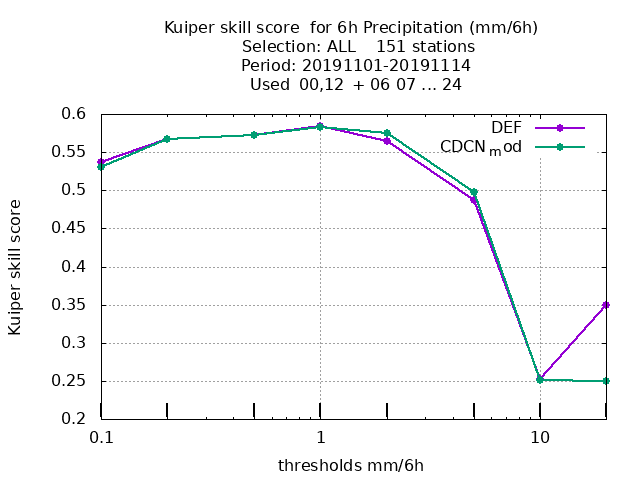 Kuiper skill score  for 6h Precipitation (mm/6h)
Selection: ALL    151 stations
Period: 20191101-20191114
Used  00,12  + 06 07 ... 24
DEF
CDCN_mod
0.6
0.55
0.5
0.45
0.4
0.35
0.3
0.25
0.2
0.1
1
10
Kuiper skill score
thresholds mm/6h